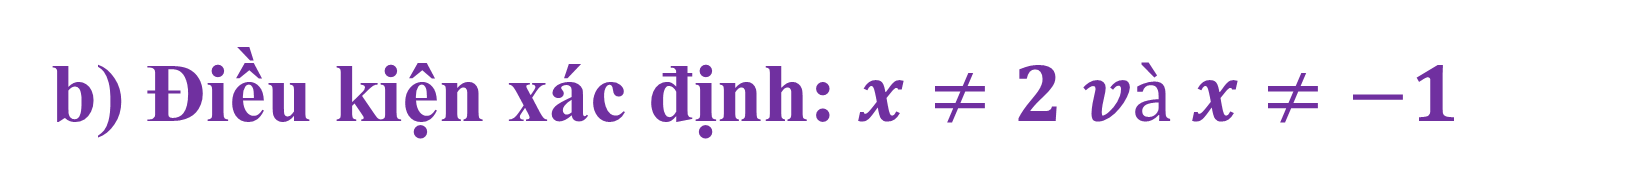 b) Điều kiện xác định: x ≠ 2 và x ≠ −1